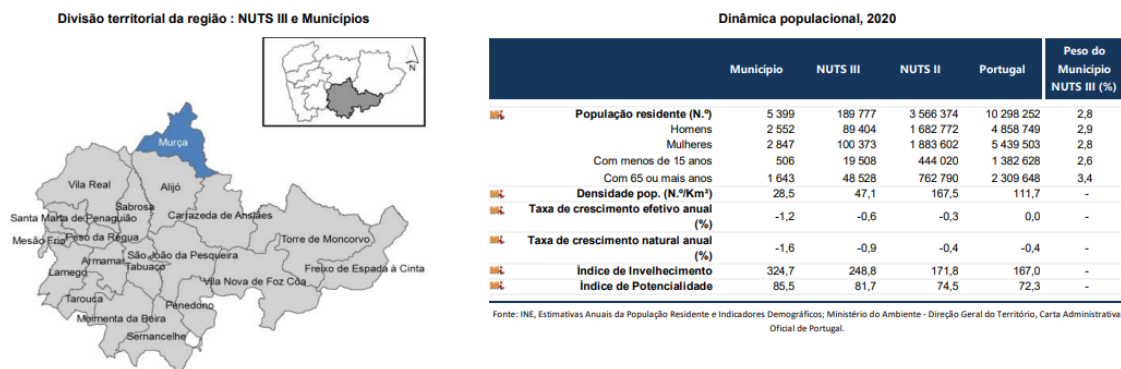 Divisão territorial da região : NUTS III e Municípios
N
Murça
Vila Real
Alijó
Sabrosa
Santa Marta de Penaguião
Carrazeda de Ansiães
Mesão Frio
Peso da Régua
Torre de Moncorvo
São João da Pesqueira
Armamar
Tabuaço
Lamego
Freixo de Espada à Cinta
Vila Nova de Foz Côa
Tarouca
Penedono
Moimenta da Beira
Sernancelhe
Dinâmica populacional, 2020
Município NUTS III NUTS II Portugal Peso do Município NUTS III (%)
População residente (N.º) 5 399 189 777 3 566 374 10 298 252 2,8
Homens 2 552 89 404 1 682 772 4 858 749 2,9
Mulheres 2 847 100 373 1 883 602 5 439 503 2,8
Com menos de 15 anos 506 19 508 444 020 1 382 628 2,6
Com 65 ou mais anos 1 643 48 528 762 790 2 309 648 3,4
Densidade pop. (N.º/Km²) 28,5 47,1 167,5 111,7 -
Taxa de crescimento efetivo anual (%) -1,2 -0,6 -0,3 0,0 -
Taxa de crescimento natural anual (%) -1,6 -0,9 -0,4 -0,4 -
Índice de Invelhecimento 324,7 248,8 171,8 167,0 -
Índice de Potencialidade 85,5 81,7 74,5 72,3 -
Fonte: INE, Estimativas Anuais da População Residente e Indicadores Demográficos; Ministério do Ambiente - Direção Geral do Território, Carta Administrativa
Oficial de Portugal.